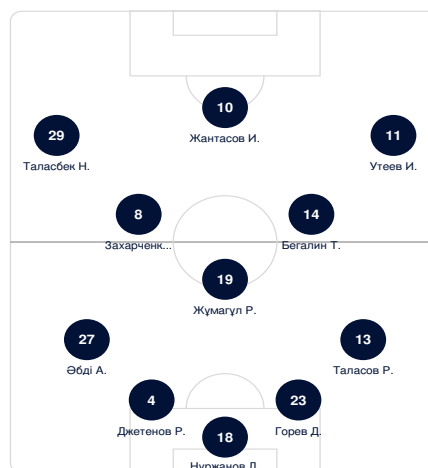 10
Жантасов И.
29
Таласбек Н.
11
Утеев И.
8
Захарченк...
14
Бегалин Т.
19
Жұмағұл Р.
27
Әбді А.
13
Таласов Р.
4
Джетенов Р.
23
Горев Д.
18
Нуржанов Д.